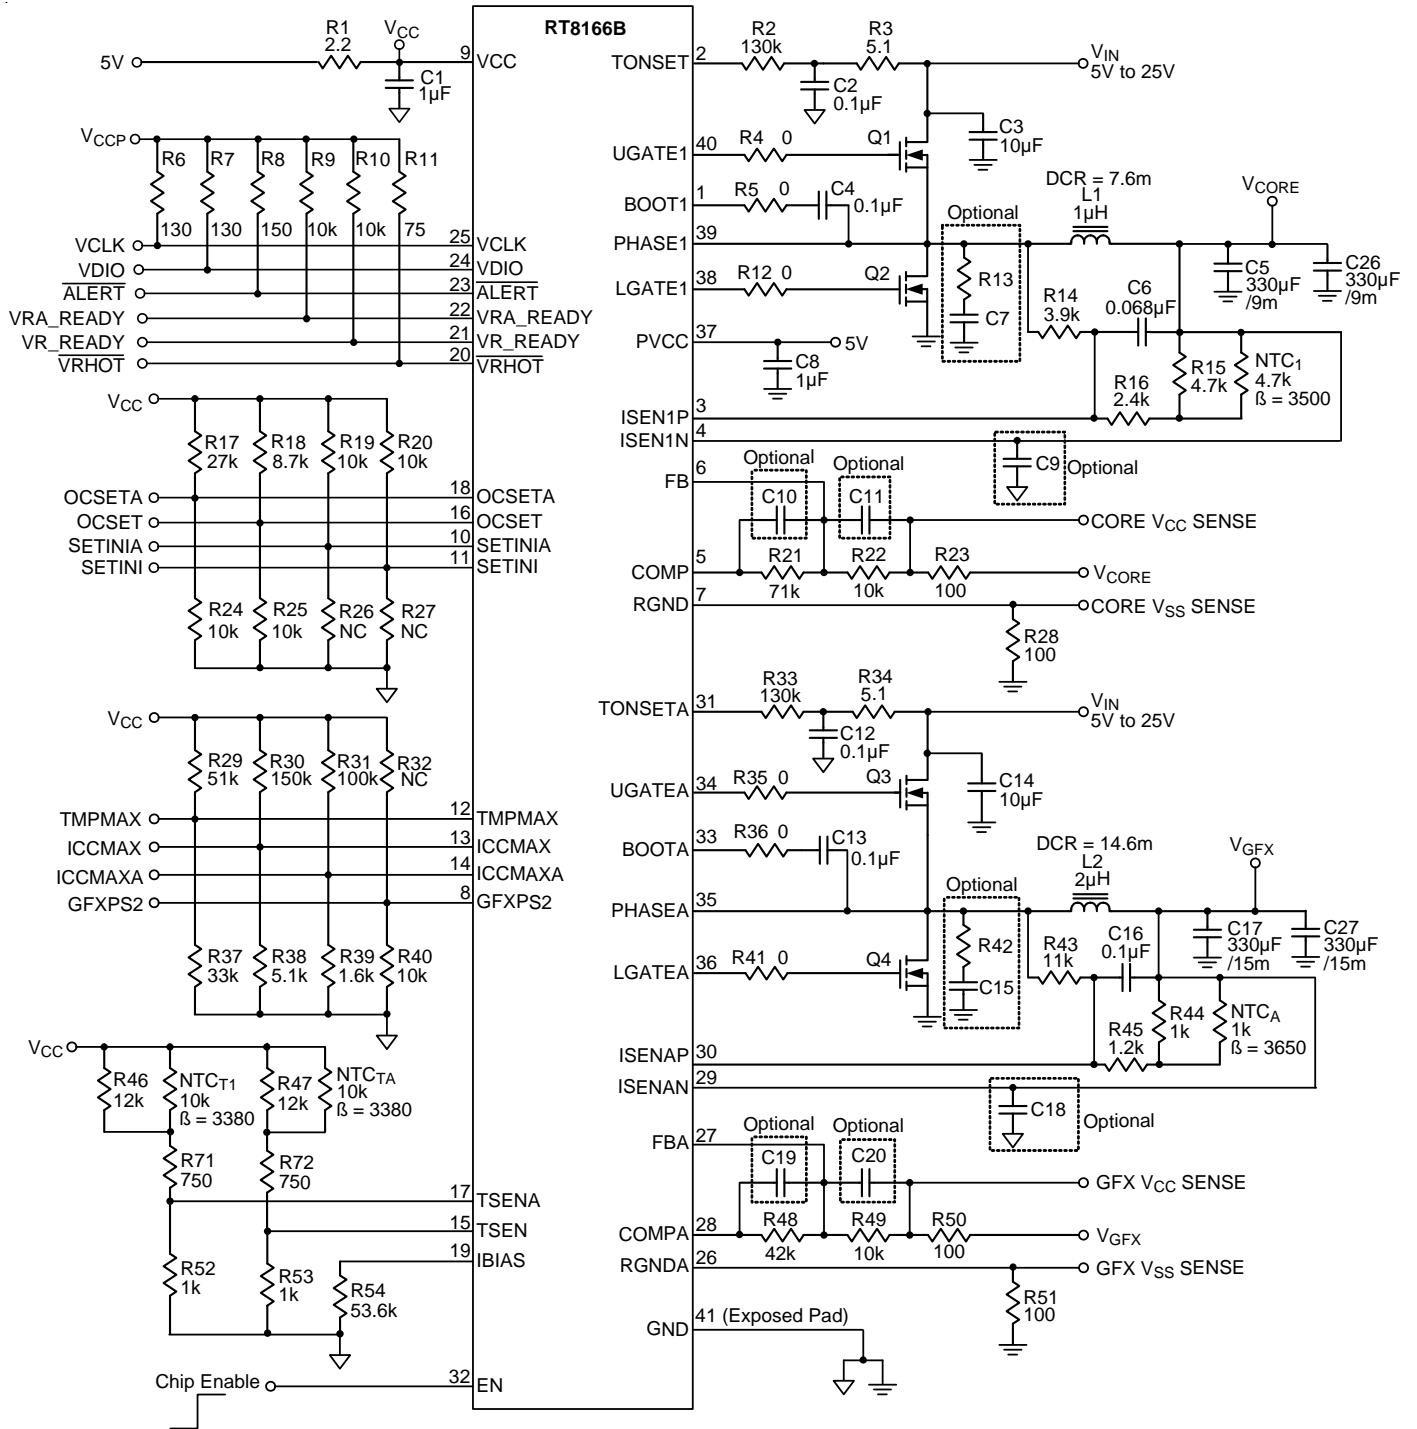 RT8166B
R1
2.2
VCC
5V
9
VCC
C1
1µF
VCCP
R6
R7
R8
R9
R10
R11
130
130
150
10k
10k
75
VCLK
25
VCLK
VDIO
24
VDIO
ALERT
23
ALERT
VRA_READY
22
VRA_READY
VR_READY
21
VR_READY
VRHOT
20
VRHOT
VCC
R17
27k
R18
8.7k
R19
10k
R20
10k
OCSETA
18
OCSETA
OCSET
16
OCSET
SETINIA
10
SETINIA
SETINI
11
SETINI
R24
10k
R25
10k
R26
NC
R27
NC
VCC
R29
51k
R30
150k
R31
100k
R32
NC
TMPMAX
12
TMPMAX
ICCMAX
13
ICCMAX
ICCMAXA
14
ICCMAXA
GFXPS2
8
GFXPS2
R37
33k
R38
5.1k
R39
1.6k
R40
10k
VCC
R46
12k
NTCT1
10k
ß = 3380
R47
12k
NTCTA
10k
ß = 3380
R71
750
R72
750
17
TSENA
15
TSEN
19
IBIAS
R52
1k
R53
1k
R54
53.6k
Chip Enable
32
EN
TONSET
2
R2
130k
R3
5.1
VIN
5V to 25V
C2
0.1µF
C3
10µF
UGATE1
40
R4 0
Q1
BOOT1
1
R5 0
C4
0.1µF
PHASE1
39
Optional
R13
C7
DCR = 7.6m
L1
1µH
VCORE
C5
330µF
/9m
C26
330µF
/9m
LGATE1
38
R12 0
Q2
R14
3.9k
C6
0.068µF
PVCC
37
5V
C8
1µF
R16
2.4k
R15
4.7k
NTC1
4.7k
ß = 3500
ISEN1P
3
ISEN1N
4
C9
Optional
FB
6
Optional
C10
Optional
C11
CORE VCC SENSE
COMP
5
R21
71k
R22
10k
R23
100
VCORE
RGND
7
CORE VSS SENSE
R28
100
TONSETA
31
R33
130k
R34
5.1
VIN
5V to 25V
C12
0.1µF
C14
10µF
UGATEA
34
R35 0
Q3
BOOTA
33
R36 0
C13
0.1µF
PHASEA
35
Optional
R42
C15
DCR = 14.6m
L2
2µH
VGFX
C17
330µF
/15m
C27
330µF
/15m
LGATEA
36
R41 0
Q4
R43
11k
C16
0.1µF
R45
1.2k
R44
1k
NTCA
1k
ß = 3650
ISENAP
30
ISENAN
29
C18
Optional
FBA
27
Optional
C19
Optional
C20
GFX VCC SENSE
COMPA
28
R48
42k
R49
10k
R50
100
VGFX
RGNDA
26
GFX VSS SENSE
R51
100
GND
41 (Exposed Pad)